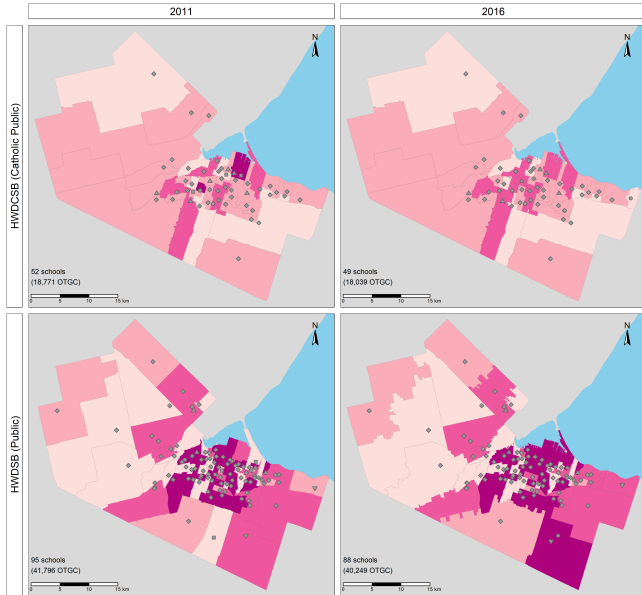 2011
2016
HWDCSB (Catholic Public)
N
52 schools
(18,771 OTGC)
0 5 10 15 km
N
49 schools
(18,039 OTGC)
0 5 10 15 km
HWDSB (Public)
N
95 schools
(41,796 OTGC)
0 5 10 15 km
N
88 schools
(40,249 OTGC)
0 5 10 15 km